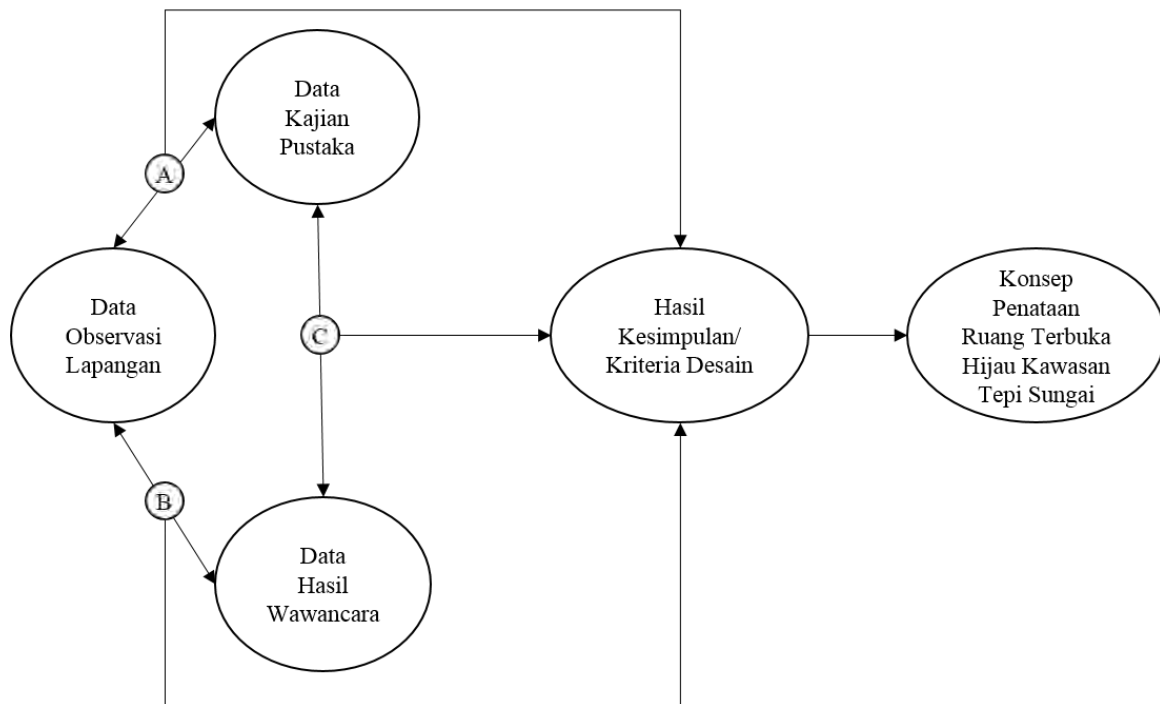 Data
Kajian
Pustaka
A
Data
Observasi
Lapangan
C
Hasil
Kesimpulan/
Kriteria Desain
Konsep
Penataan
Ruang Terbuka
Hijau Kawasan
Tepi Sungai
B
Data
Hasil
Wawancara